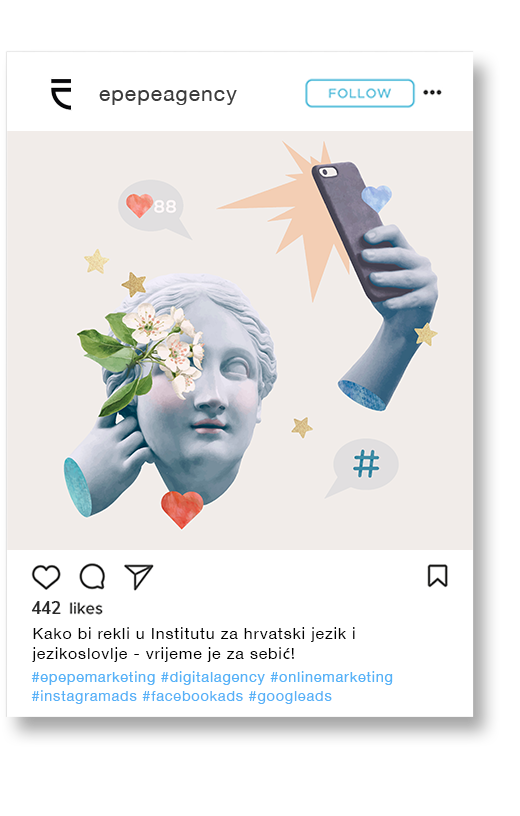 epepeagency
FOLLOW
88
#
442 likes
Kako bi rekli u Institutu za hrvatski jezik i
jezikoslovlje - vrijeme je za sebić!
#epepemarketing #digitalagency #onlinemarketing
#instagramads #facebookads #googleads